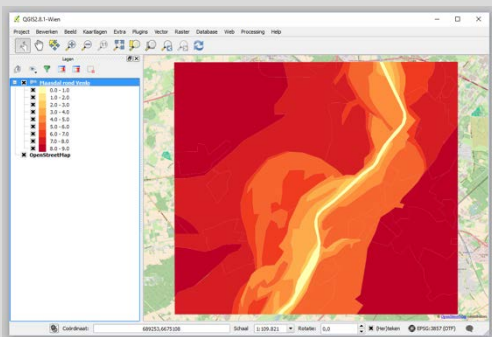 QGIS2.8.1-Wien
Project Bewerken Beeld Kaartlagen Extra Plugins Vector Raster Database Web Processing Help
Lagen
Maasdal rond Venlo
0.0 - 1.0
1.0 - 2.0
2.0 - 3.0
3.0 - 4.0
4.0 - 5.0
5.0 - 6.0
6.0 - 7.0
7.0 - 8.0
8.0 - 9.0
OpenStreetMap
Coördinaat: 689253,6675108 Schaal 1:109.821 Rotatie: 0,0 (Her)teken EPSG:3857 (OTF)